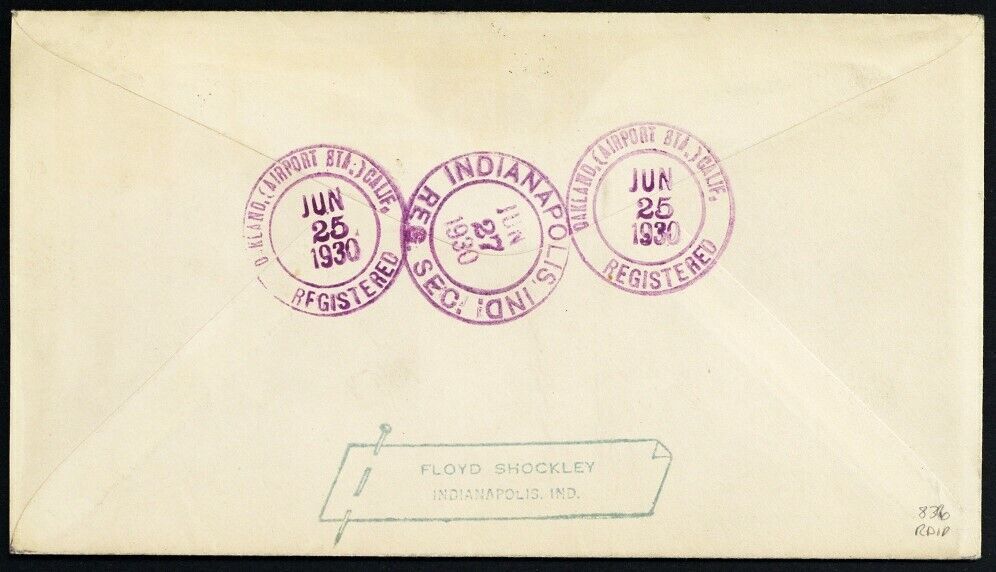 OAKLAND, (AIRPORT STA.) CALIF.
JUN
25
1930
REGISTERED
INDIANAPOLIS, IND.
REG. SEC.
JUN
27
1930
OAKLAND, (AIRPORT STA.) CALIF.
JUN
25
1930
REGISTERED
FLOYD SHOCKLEY
INDIANAPOLIS, IND.